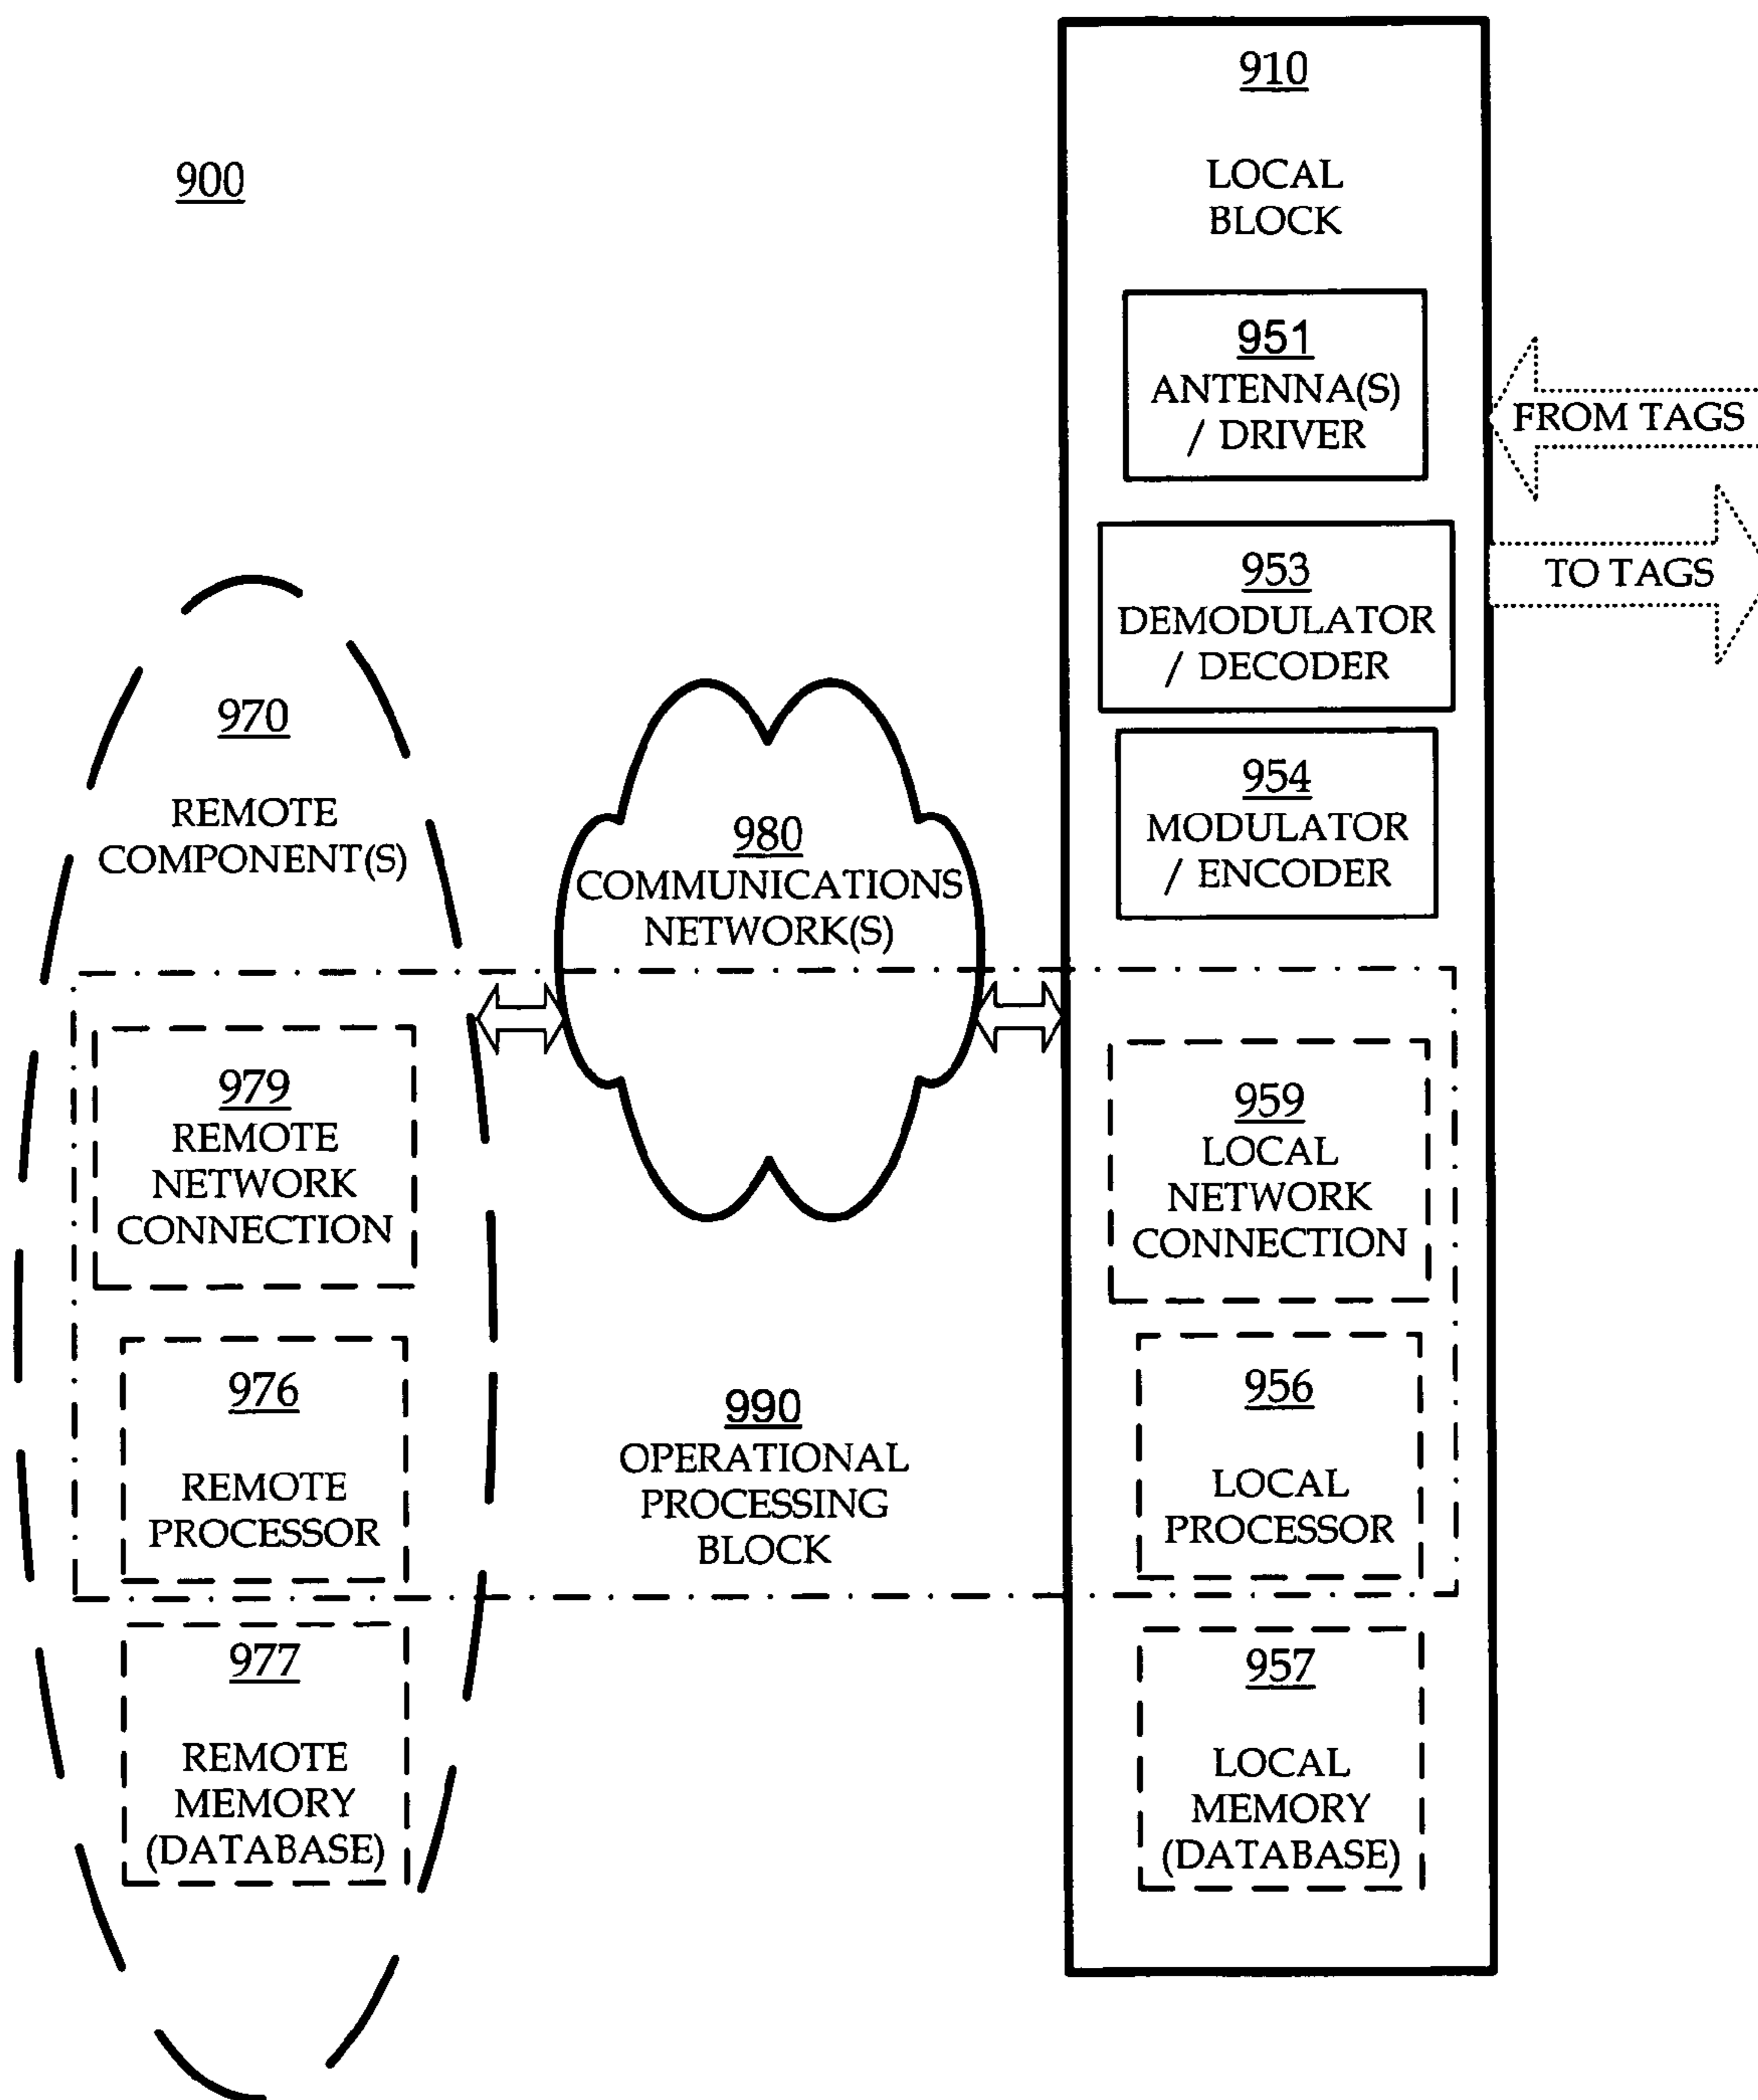 900
910
LOCAL
BLOCK
951
ANTENNA(S)
/ DRIVER
FROM TAGS
TO TAGS
953
DEMODULATOR
/ DECODER
954
MODULATOR
/ ENCODER
970
REMOTE
COMPONENT(S)
980
COMMUNICATIONS
NETWORK(S)
979
REMOTE
NETWORK
CONNECTION
959
LOCAL
NETWORK
CONNECTION
976
REMOTE
PROCESSOR
990
OPERATIONAL
PROCESSING
BLOCK
956
LOCAL
PROCESSOR
977
REMOTE
MEMORY
(DATABASE)
957
LOCAL
MEMORY
(DATABASE)